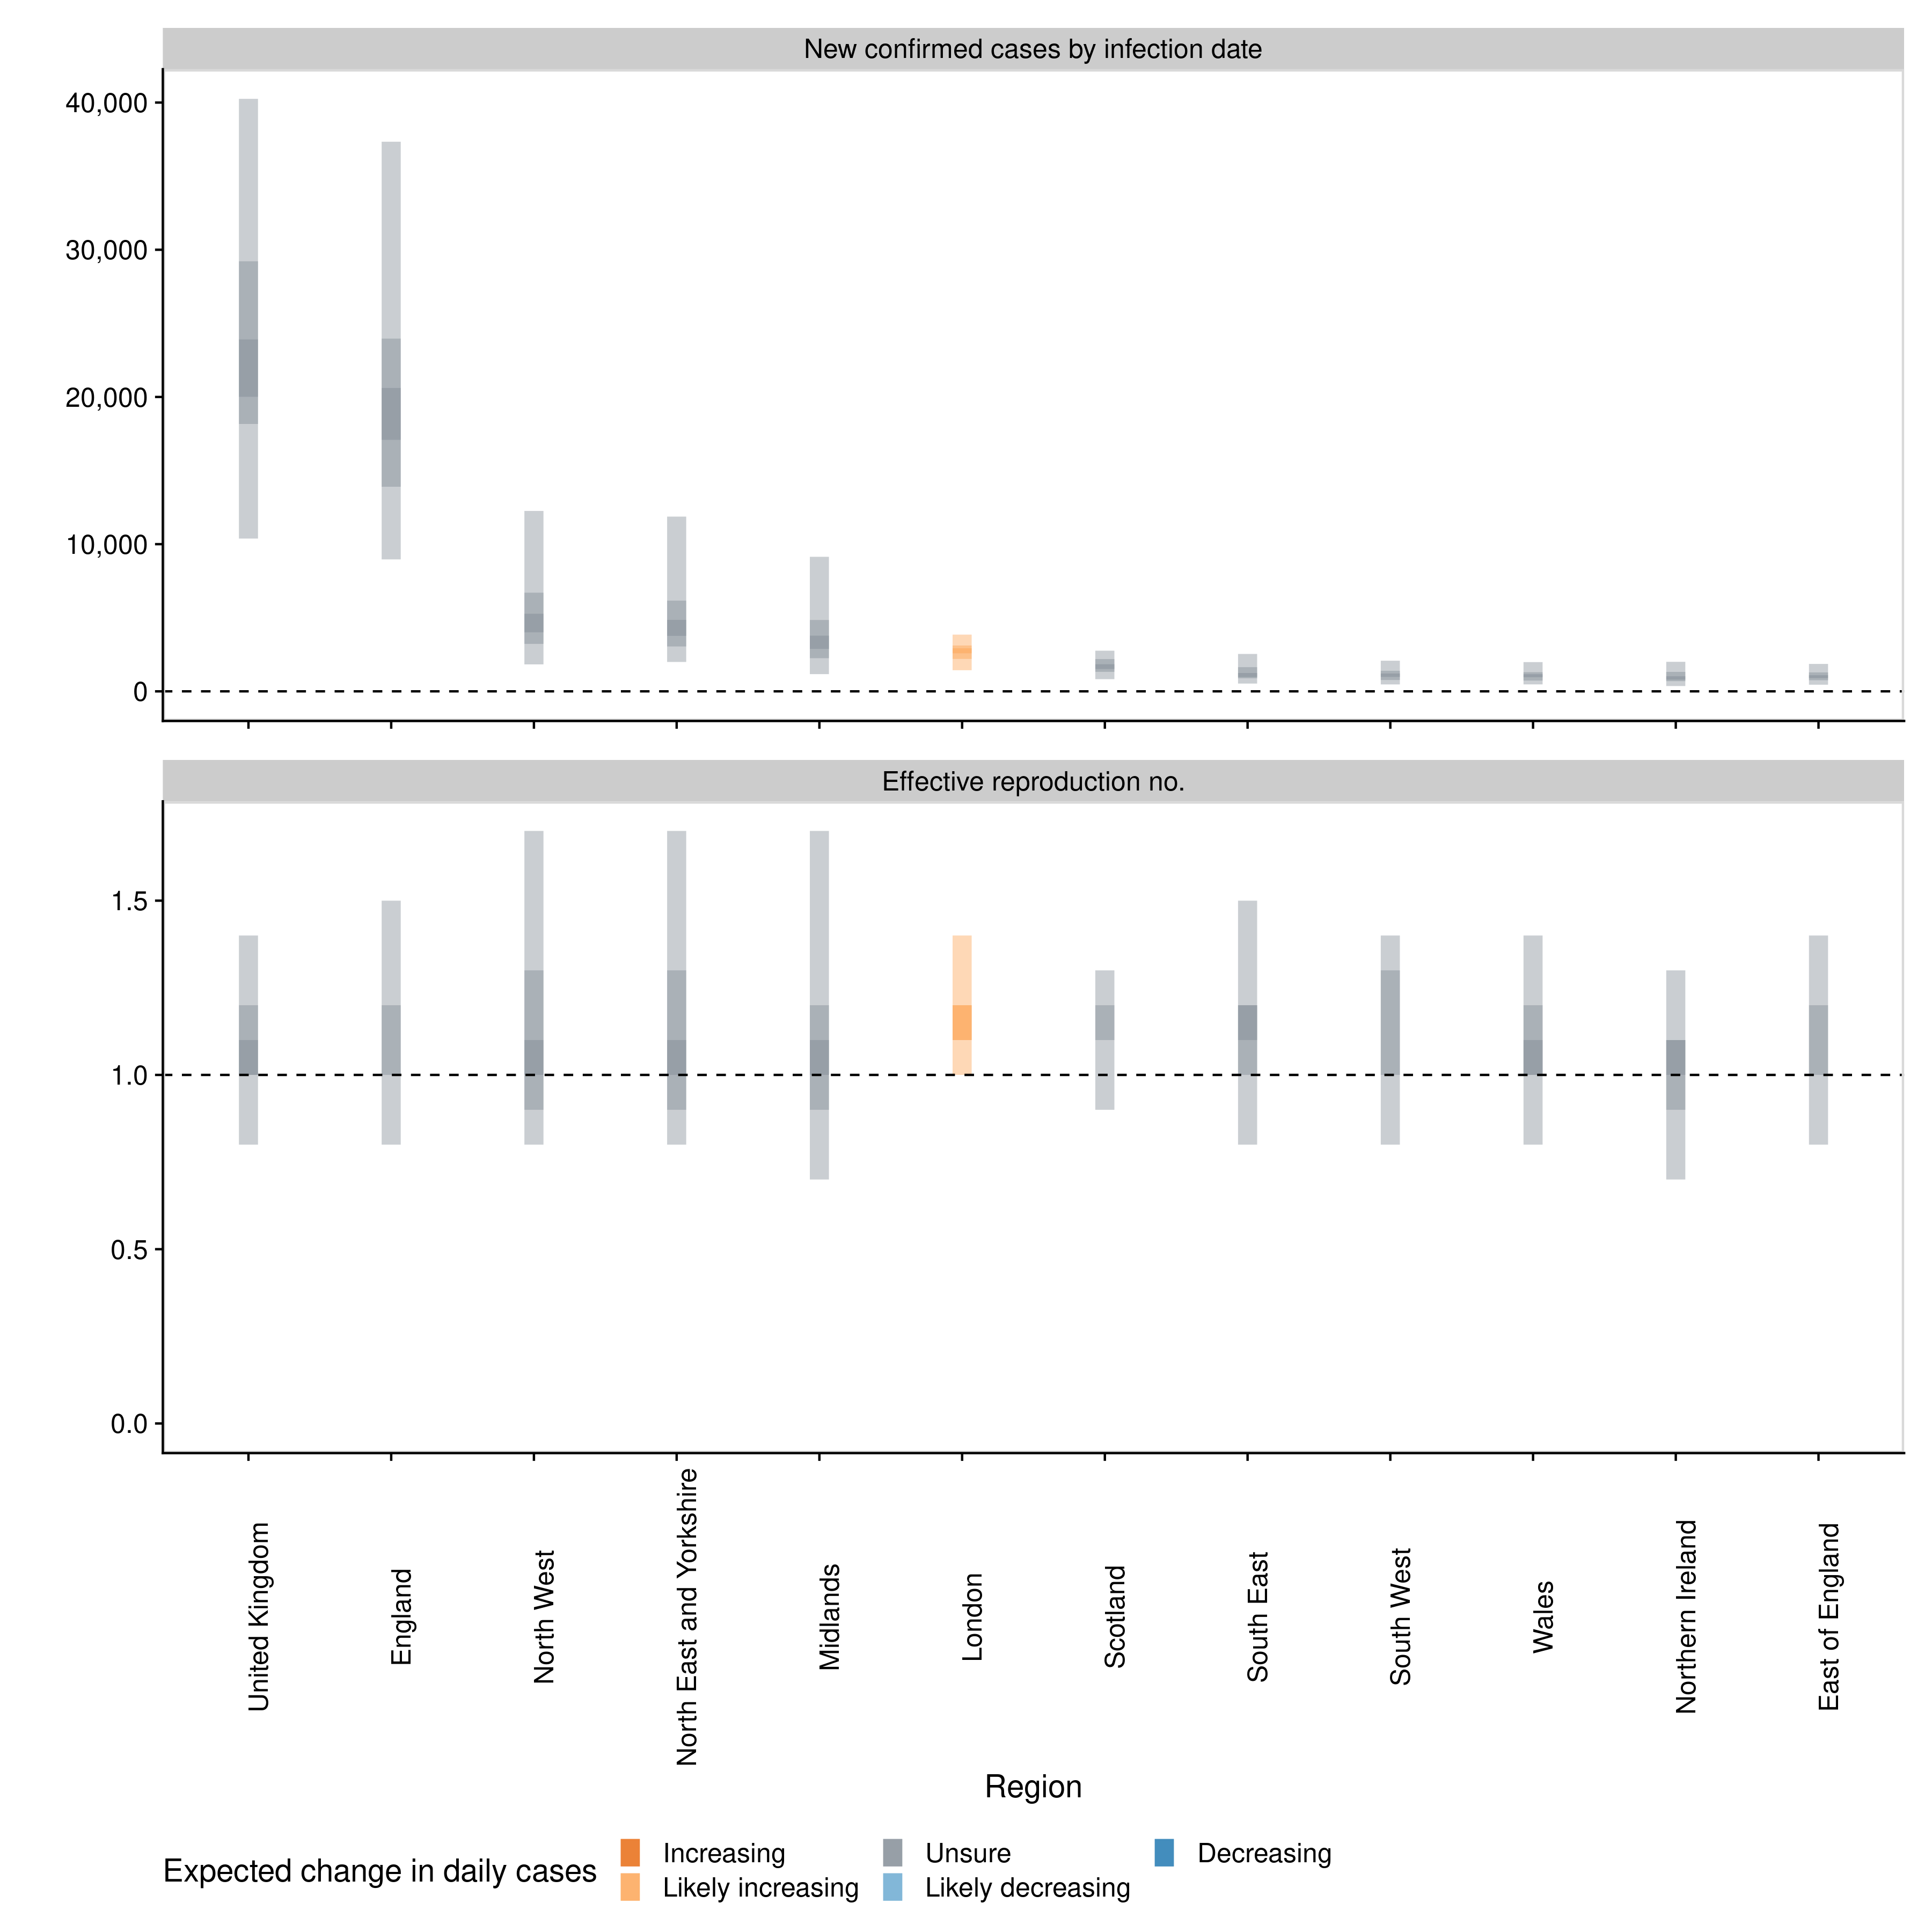 New confirmed cases by infection date
40,000
30,000
20,000
10,000
0
Effective reproduction no.
1.5
1.0
0.5
0.0
United Kingdom
England
North West
North East and Yorkshire
Midlands
London
Scotland
South East
South West
Wales
Northern Ireland
East of England
Region
Expected change in daily cases
Increasing
Likely increasing
Unsure
Likely decreasing
Decreasing